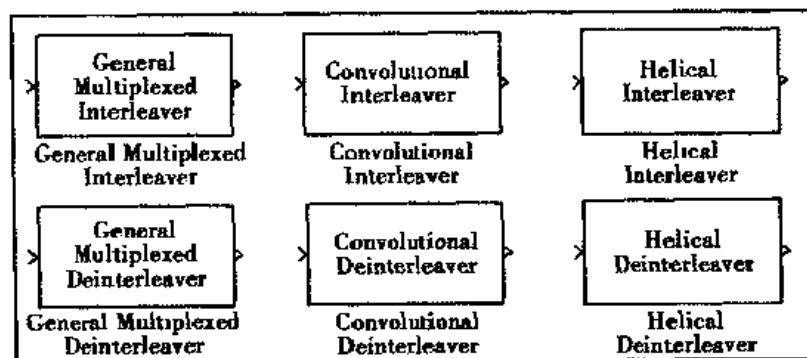 General
Multiplexed
Interleaver
General Multiplexed
Interleaver
Convolutional
Interleaver
Convolutional
Interleaver
Helical
Interleaver
Helical
Interleaver
General
Multiplexed
Deinterleaver
General Multiplexed
Deinterleaver
Convolutional
Deinterleaver
Convolutional
Deinterleaver
Helical
Deinterleaver
Helical
Deinterleaver